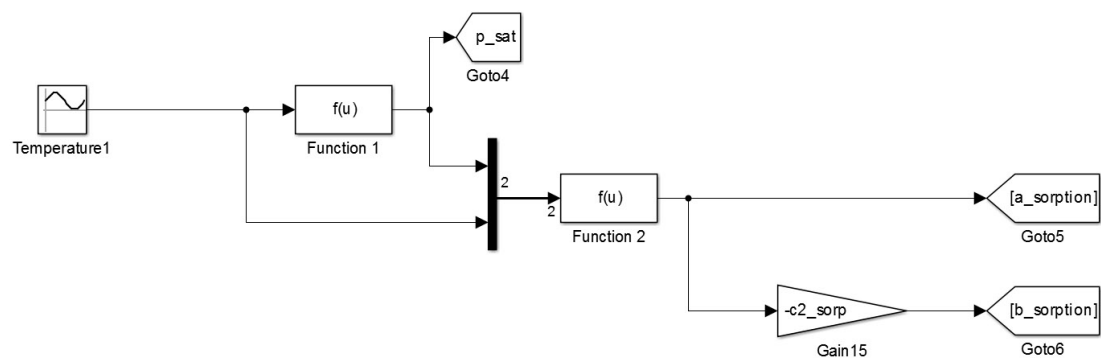 p_sat
Goto4
Temperature1
f(u)
Function 1
2
2
f(u)
Function 2
[a_sorption]
Goto5
-c2_sorp
Gain15
[b_sorption]
Goto6